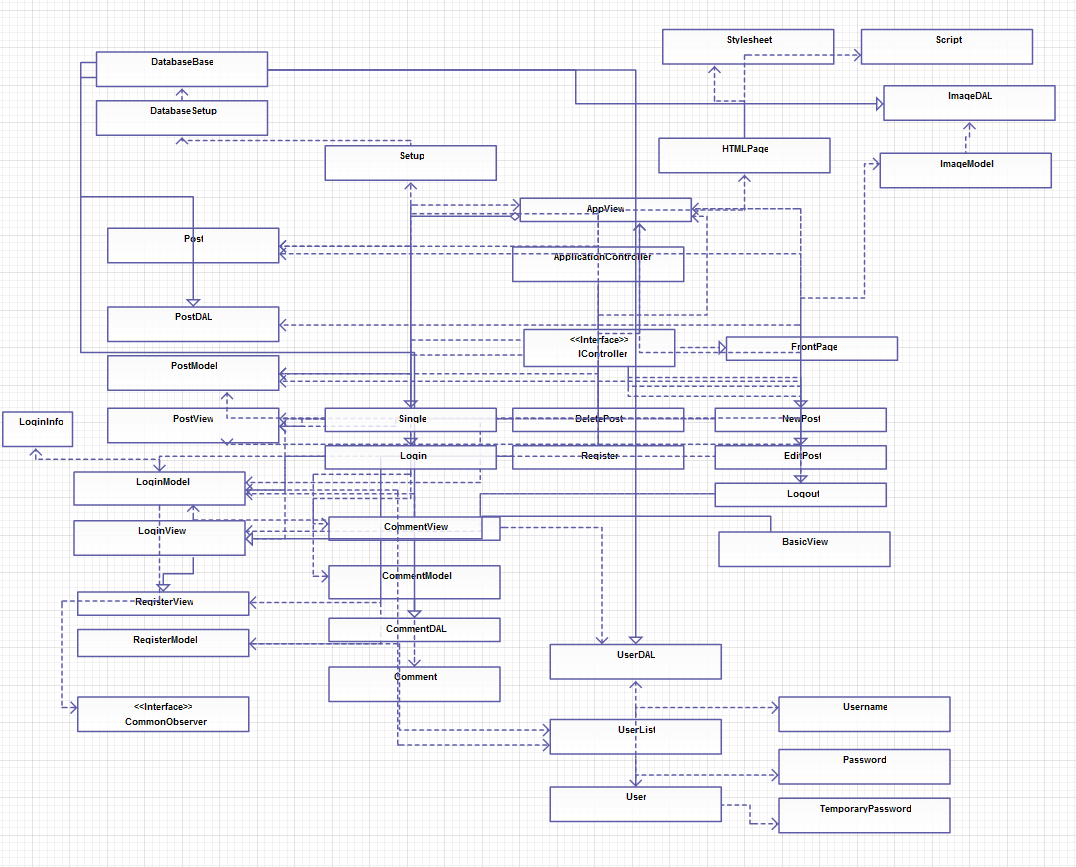 Stylesheet
Script
DatabaseBase
ImageDAL
DatabaseSetup
Setup
HTMLPage
ImageModel
AppView
Post
ApplicationController
PostDAL
<<Interface>>
IController
FrontPage
PostModel
LoginInfo
PostView
Single
DeletePost
NewPost
Login
Register
EditPost
LoginModel
Logout
LoginView
CommentView
BasicView
CommentModel
RegisterView
CommentDAL
RegisterModel
UserDAL
Comment
<<Interface>>
CommonObserver
Username
UserList
Password
User
TemporaryPassword